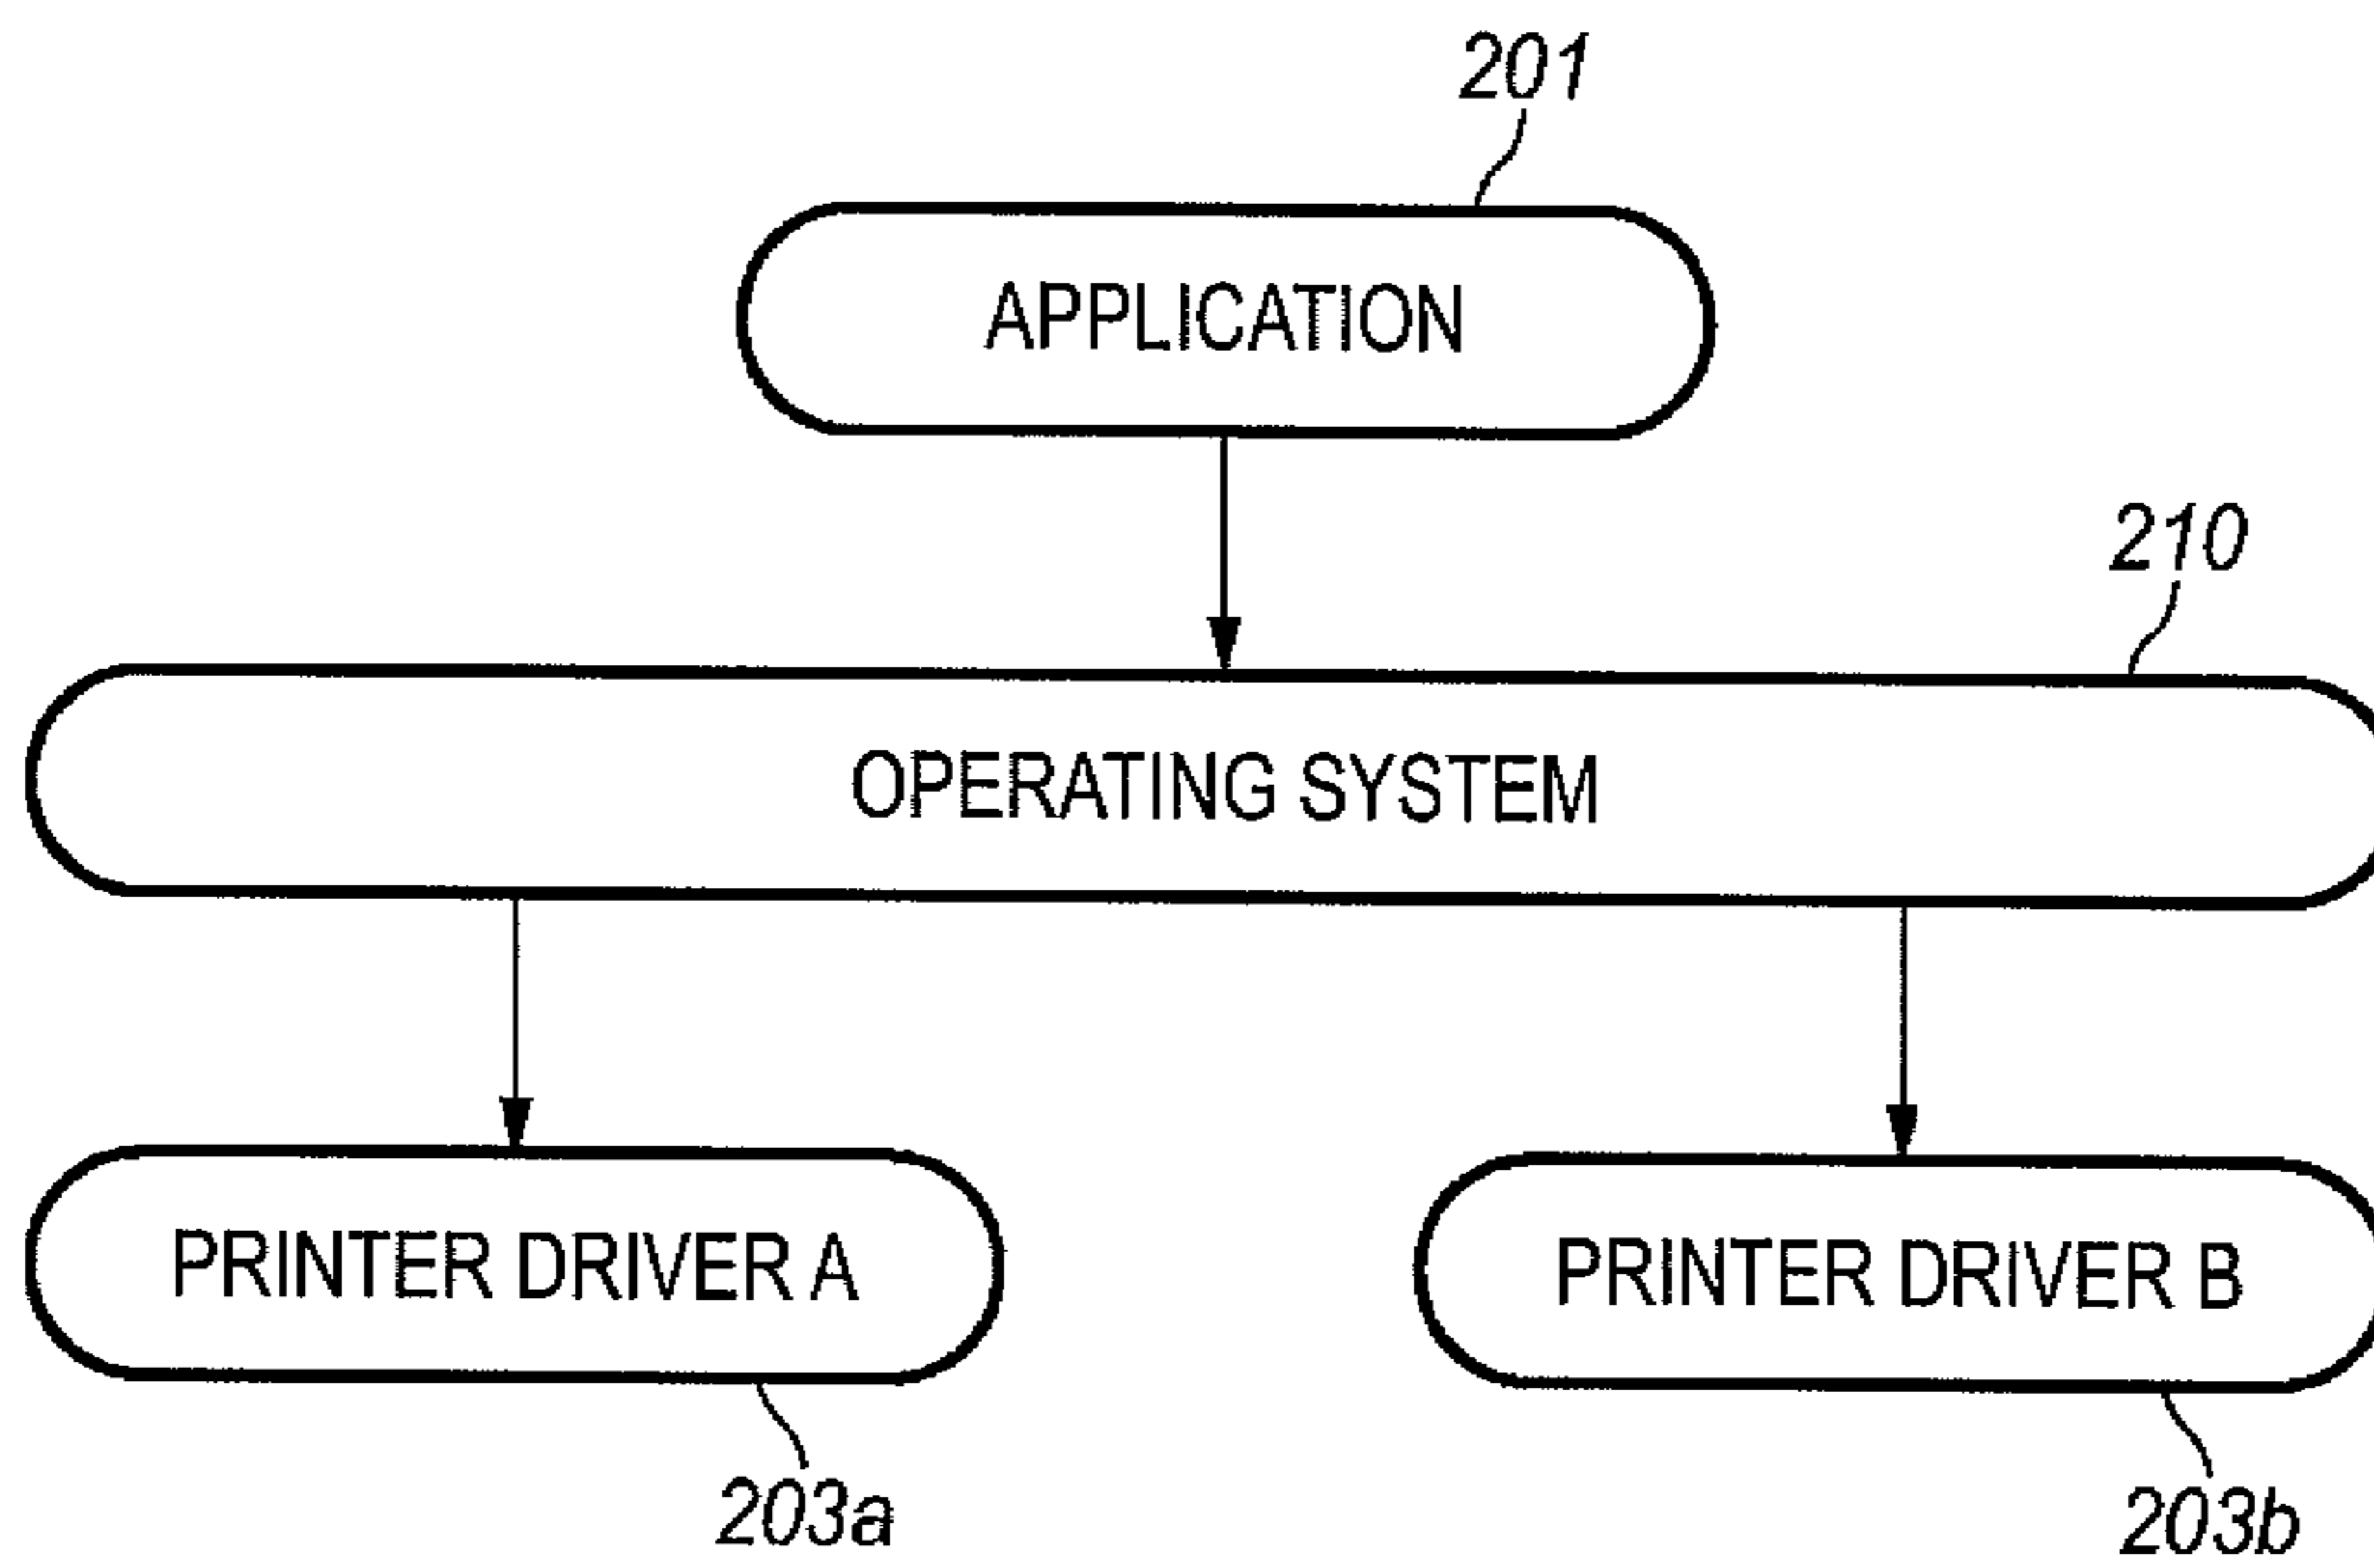 201
APPLICATION
210
OPERATING SYSTEM
PRINTER DRIVER A
PRINTER DRIVER B
203a
203b